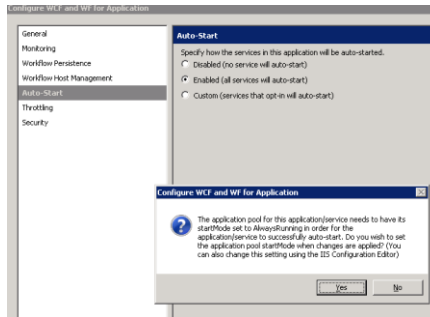 Configure WCF and WF for Application
General
Monitoring
Workflow Persistence
Workflow Host Management
Auto-Start
Throttling
Security
Auto-Start
Specify how the services in this application will be auto-started.
Disabled (no service will auto-start)
Enabled (all services will auto-start)
Custom (services that opt-in will auto-start)
Configure WCF and WF for Application
The application pool for this application/service needs to have its
startMode set to AlwaysRunning in order for the
application/service to successfully auto-start. Do you wish to set
the application pool startMode when changes are applied? (You
can also change this setting using the IIS Configuration Editor)
Yes
No